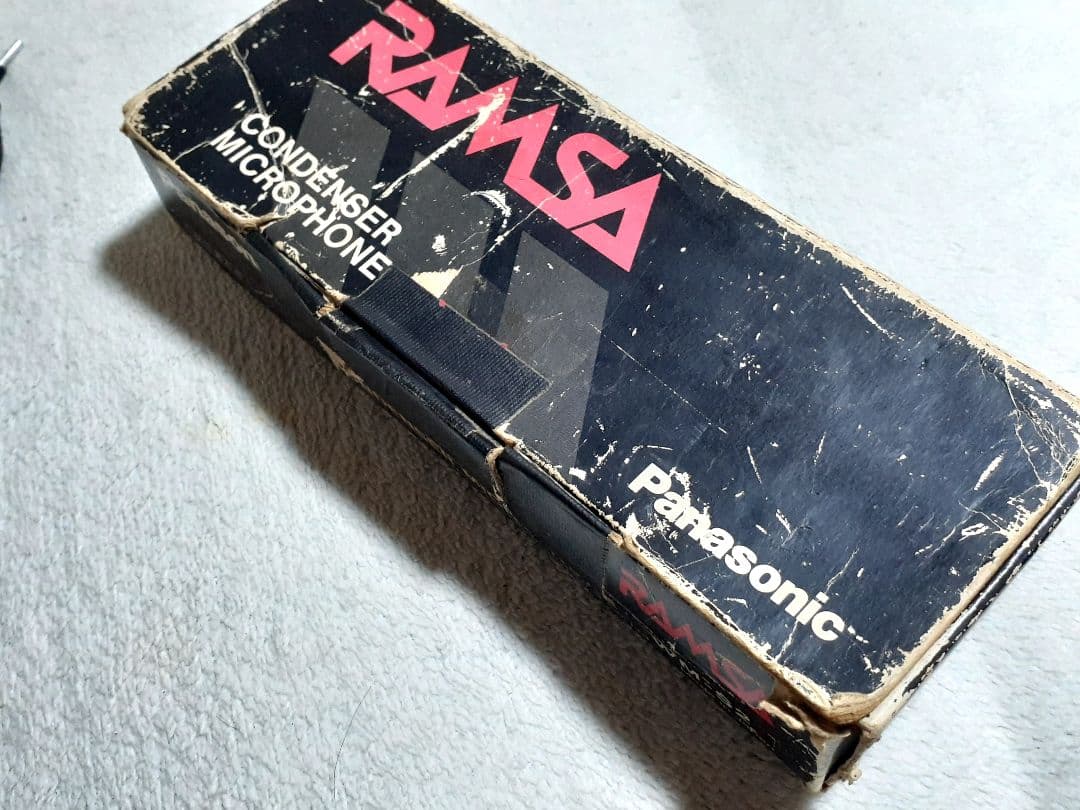 RAMSA
CONDENSER
MICROPHONE
Panasonic
RAMSA